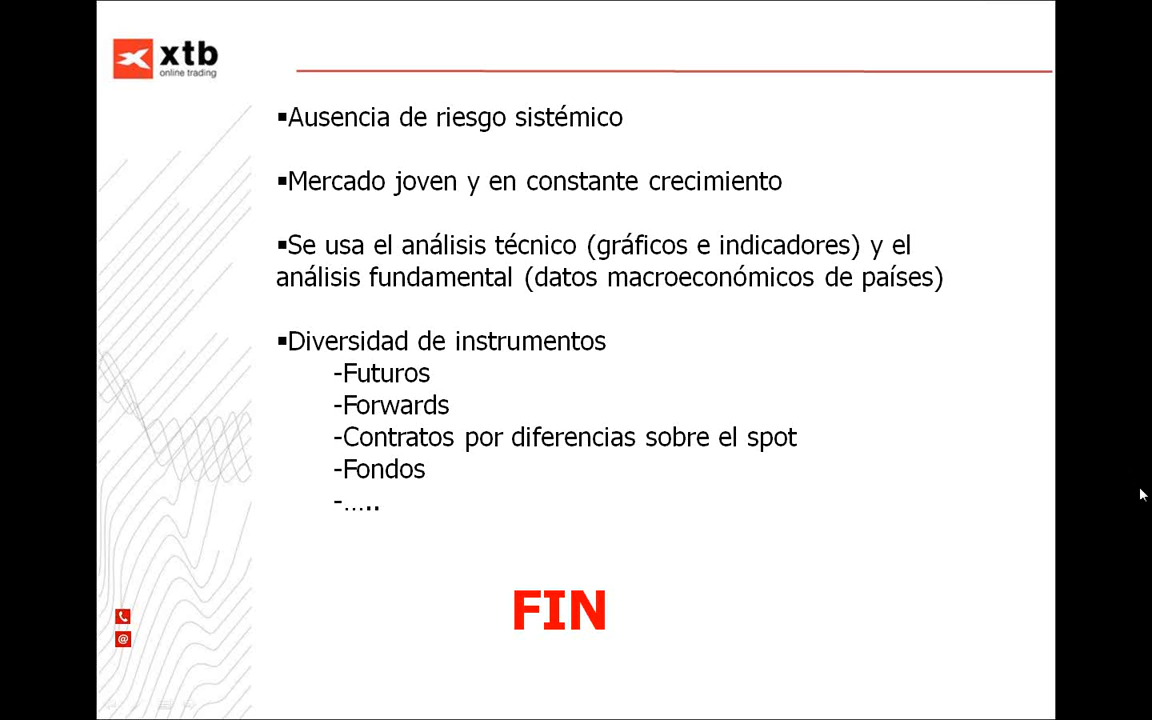 xtb
online trading
▪Ausencia de riesgo sistémico
▪Mercado joven y en constante crecimiento
▪Se usa el análisis técnico (gráficos e indicadores) y el
análisis fundamental (datos macroeconómicos de países)
▪Diversidad de instrumentos
-Futuros
-Forwards
-Contratos por diferencias sobre el spot
-Fondos
-…..
FIN
@